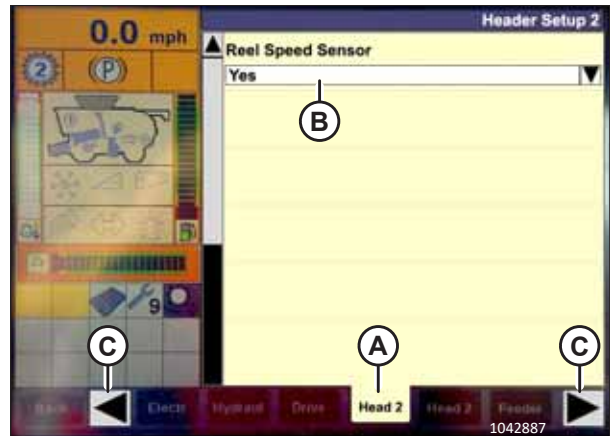 Header Setup 2
0.0 mph
Reel Speed Sensor
2
P
Yes
B
9
C
A
C
Back
Electr
Hydraul
Drive
Head 2
Head 2
Feeder
1042887